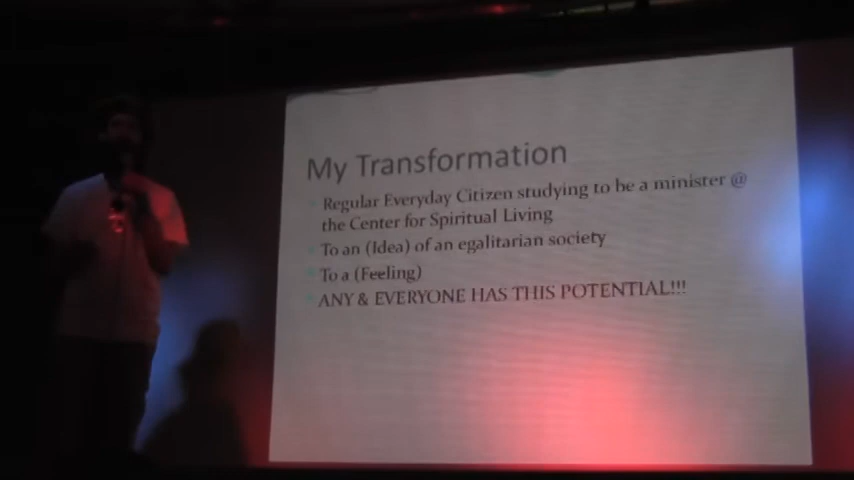 My Transformation
Regular Everyday Citizen studying to be a minister @
the Center for Spiritual Living
To an (Idea) of an egalitarian society
To a (Feeling)
ANY & EVERYONE HAS THIS POTENTIAL!!!